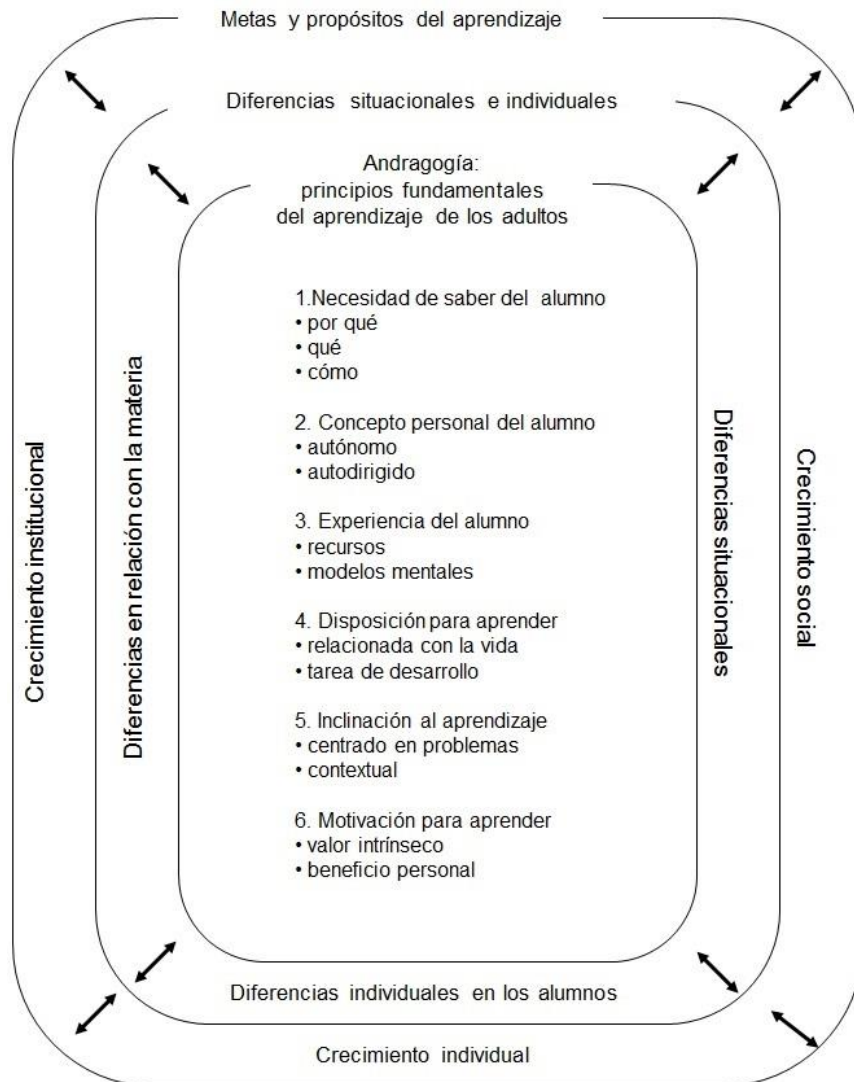 Metas y propósitos del aprendizaje
Diferencias situacionales e individuales
Andragogía:
principios fundamentales
del aprendizaje de los adultos
1.Necesidad de saber del alumno
• por qué
• qué
• cómo
2. Concepto personal del alumno
• autónomo
• autodirigido
3. Experiencia del alumno
• recursos
• modelos mentales
4. Disposición para aprender
• relacionada con la vida
• tarea de desarrollo
5. Inclinación al aprendizaje
• centrado en problemas
• contextual
6. Motivación para aprender
• valor intrínseco
• beneficio personal
Crecimiento institucional
Diferencias en relación con la materia
Diferencias situacionales
Crecimiento social
Diferencias individuales en los alumnos
Crecimiento individual